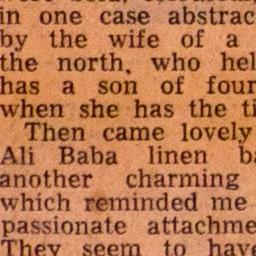 in one case abstrac
by the wife of a
the north, who hel
has a son of four
when she has the ti
Then came lovely
Ali Baba linen ba
another charming
which reminded me
passionate attachme
They seem to have